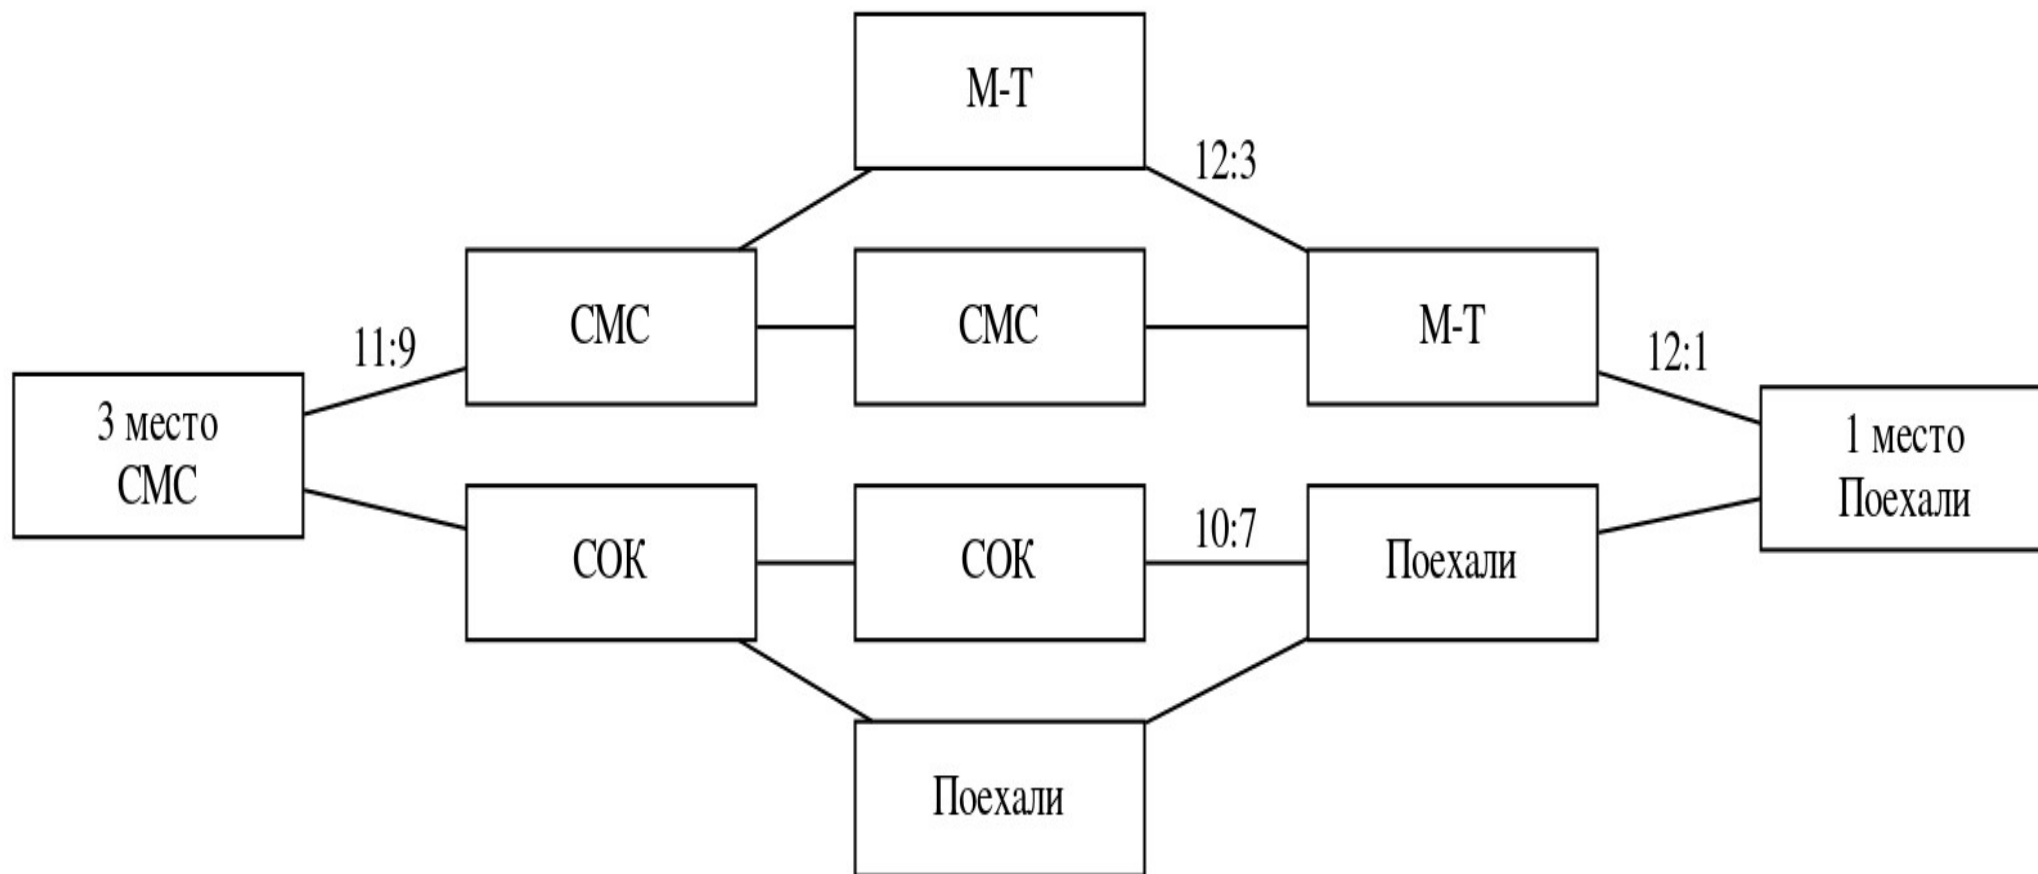 М-Т
12:3
СМС
СМС
М-Т
11:9
12:1
3 место
СМС
1 место
Поехали
СОК
СОК
10:7
Поехали
Поехали